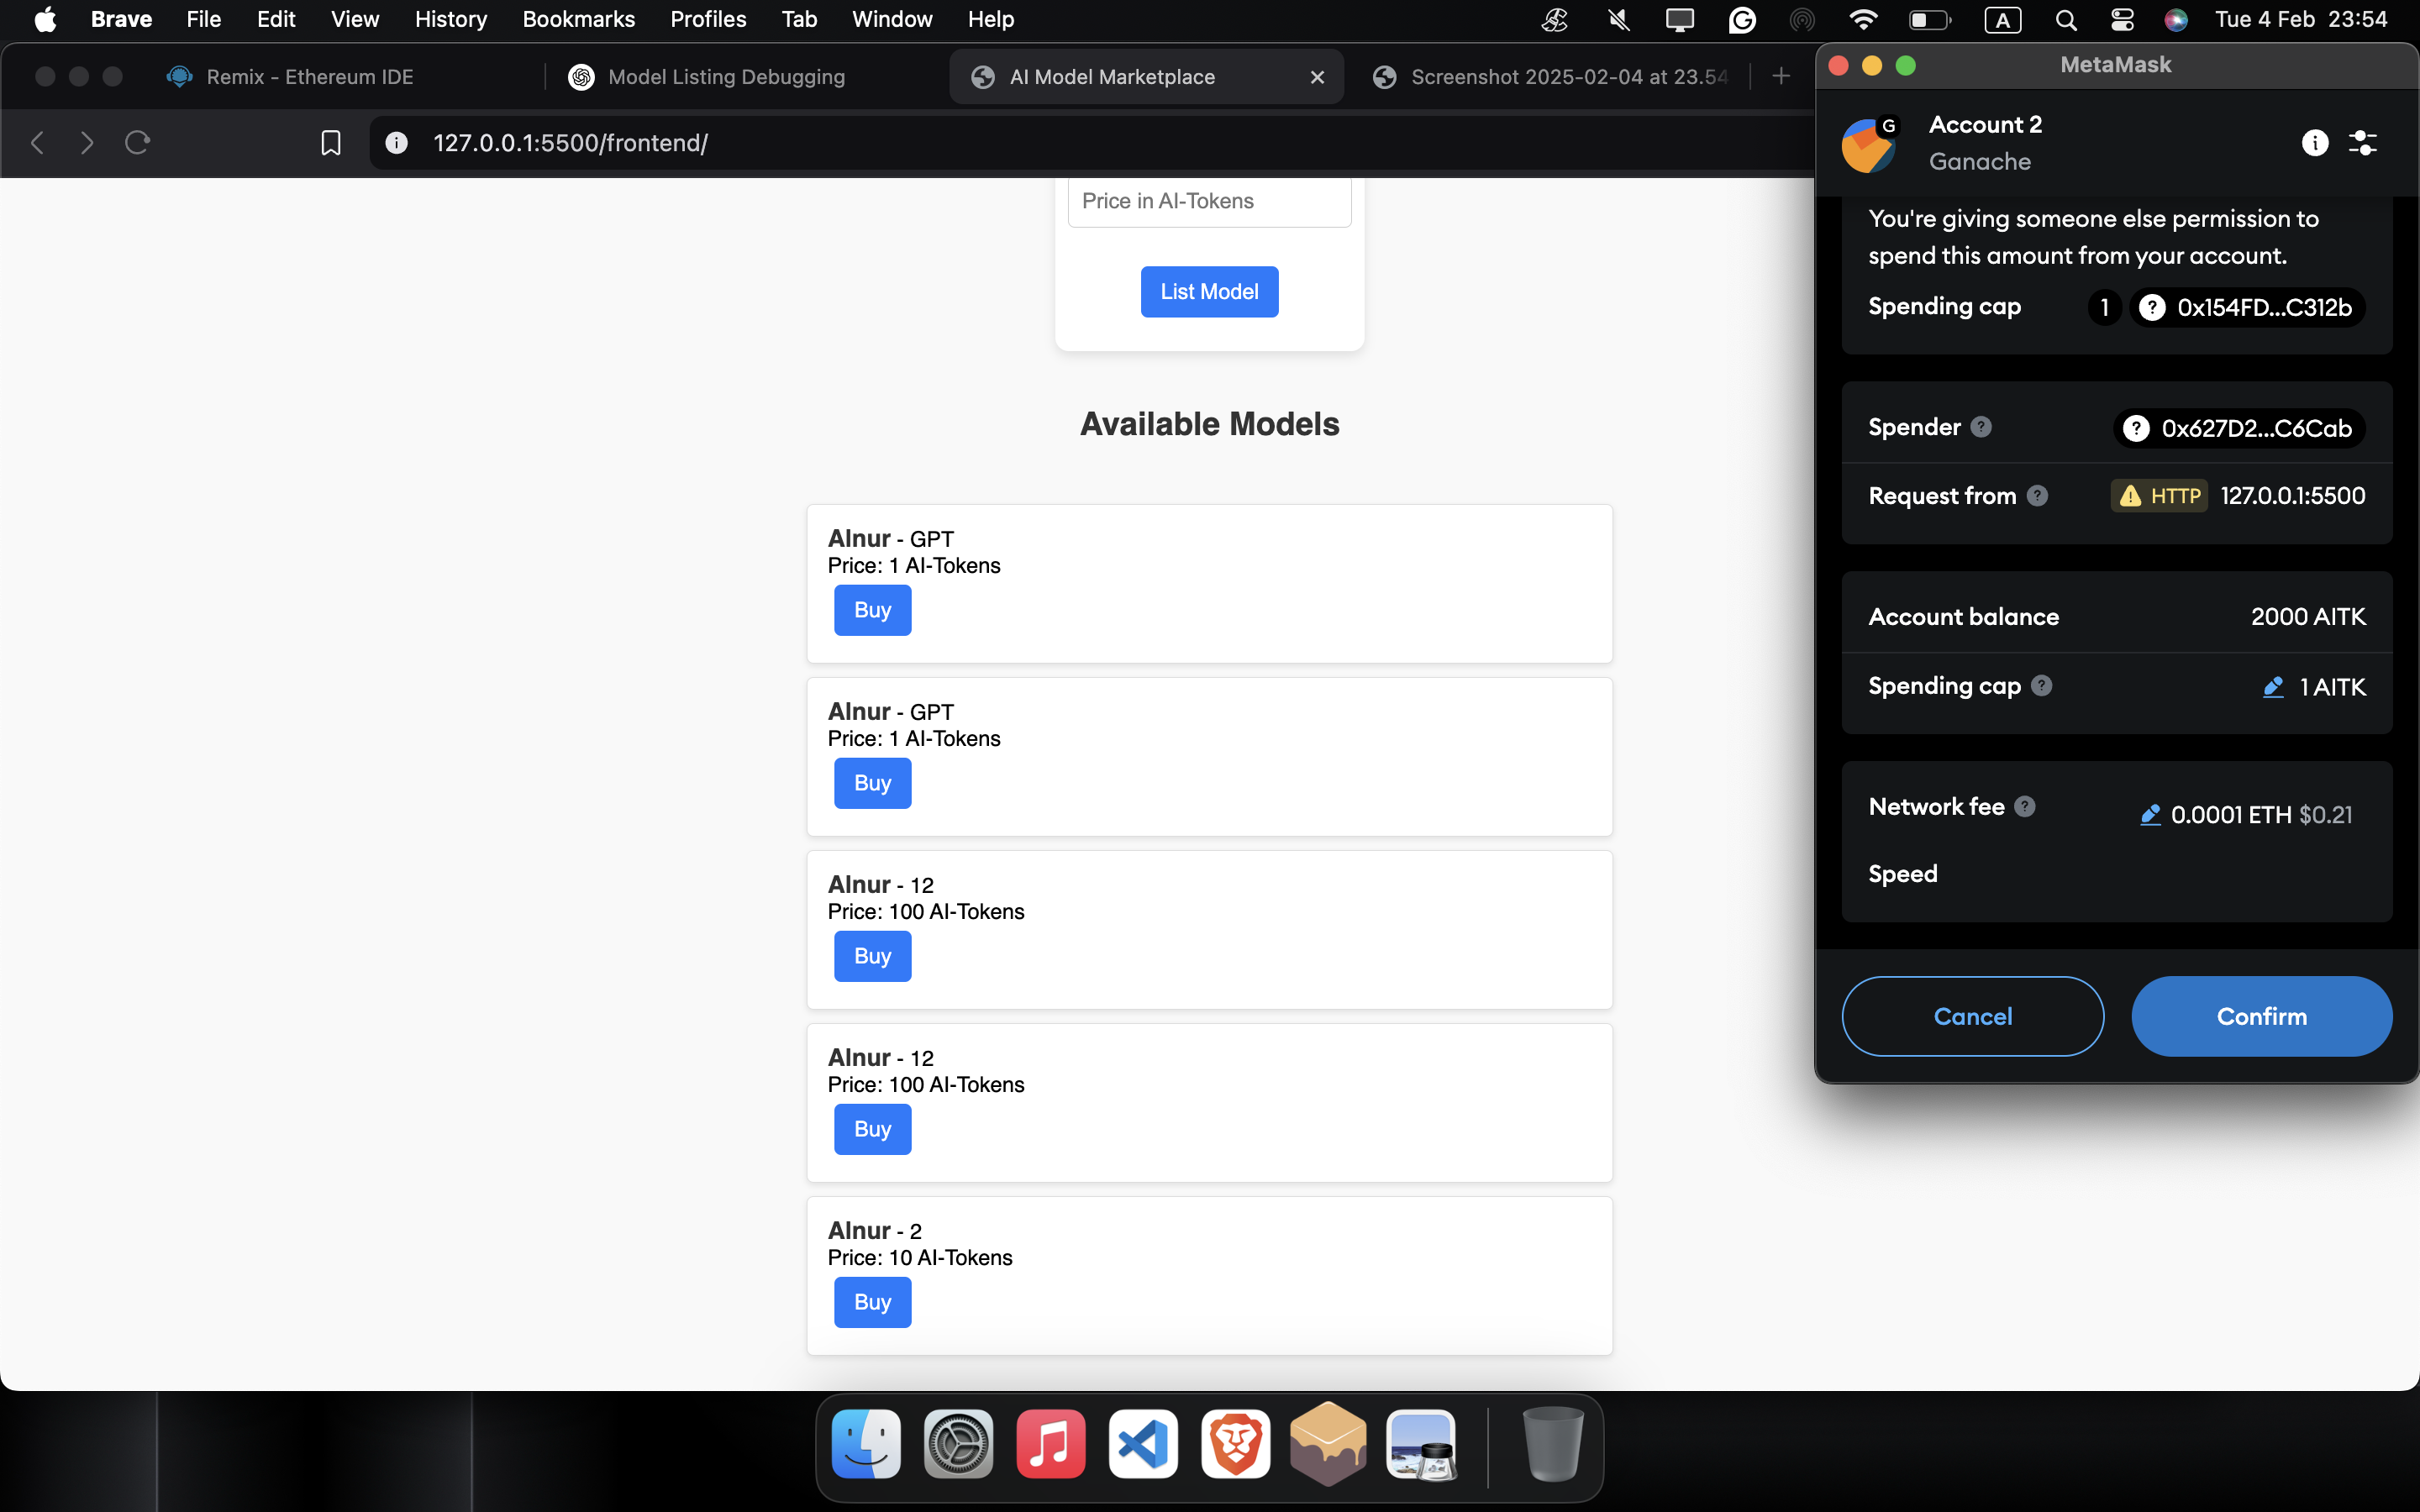 Brave File Edit View History Bookmarks Profiles Tab Window Help A Tue 4 Feb 23:54
Remix - Ethereum IDE Model Listing Debugging AI Model Marketplace Screenshot 2025-02-04 at 23.54
127.0.0.1:5500/frontend/
Price in AI-Tokens
List Model
Available Models
Alnur - GPT
Price: 1 AI-Tokens
Buy
Alnur - GPT
Price: 1 AI-Tokens
Buy
Alnur - 12
Price: 100 AI-Tokens
Buy
Alnur - 12
Price: 100 AI-Tokens
Buy
Alnur - 2
Price: 10 AI-Tokens
Buy
MetaMask
G
Account 2
Ganache
You're giving someone else permission to
spend this amount from your account.
Spending cap 1 ? 0x154FD...C312b
Spender ? ? 0x627D2...C6Cab
Request from ? HTTP 127.0.0.1:5500
Account balance 2000 AITK
Spending cap ? 1 AITK
Network fee ? 0.0001 ETH $0.21
Speed
Cancel Confirm